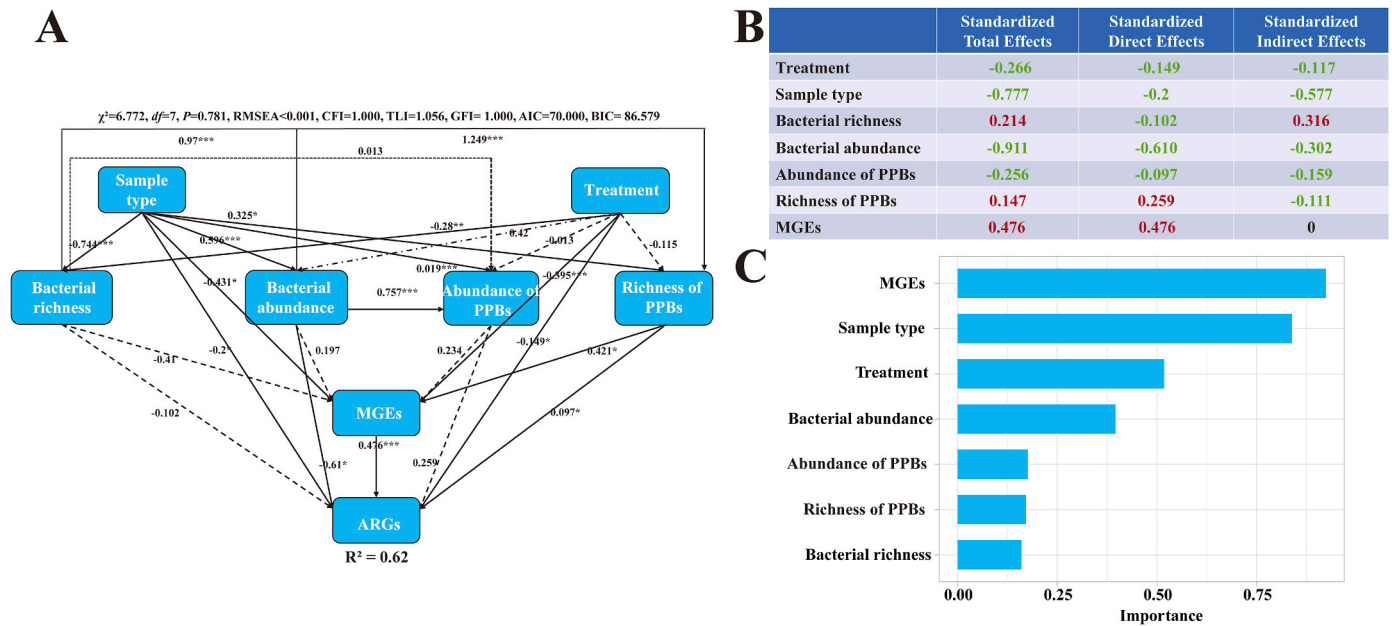 A
χ²=6.772, df=7, P=0.781, RMSEA<0.001, CFI=1.000, TLI=1.056, GFI= 1.000, AIC=70.000, BIC= 86.579
0.97***
0.013
1.249***
Sample
type
Treatment
0.325*
-0.28**
0.42
-0.013
-0.115
-0.744***
0.596***
-0.431*
0.019***
-0.395***
Bacterial
richness
Bacterial
abundance
0.757***
Abundance of
PPBs
Richness of
PPBs
-0.41
-0.2*
0.197
0.234
-0.149*
0.421*
-0.102
MGEs
0.097*
0.476***
-0.61*
0.259
ARGs
R² = 0.62
B
Standardized Total Effects Standardized Direct Effects Standardized Indirect Effects
Treatment -0.266 -0.149 -0.117
Sample type -0.777 -0.2 -0.577
Bacterial richness 0.214 -0.102 0.316
Bacterial abundance -0.911 -0.610 -0.302
Abundance of PPBs -0.256 -0.097 -0.159
Richness of PPBs 0.147 0.259 -0.111
MGEs 0.476 0.476 0
C
MGEs
Sample type
Treatment
Bacterial abundance
Abundance of PPBs
Richness of PPBs
Bacterial richness
0.00 0.25 0.50 0.75
Importance